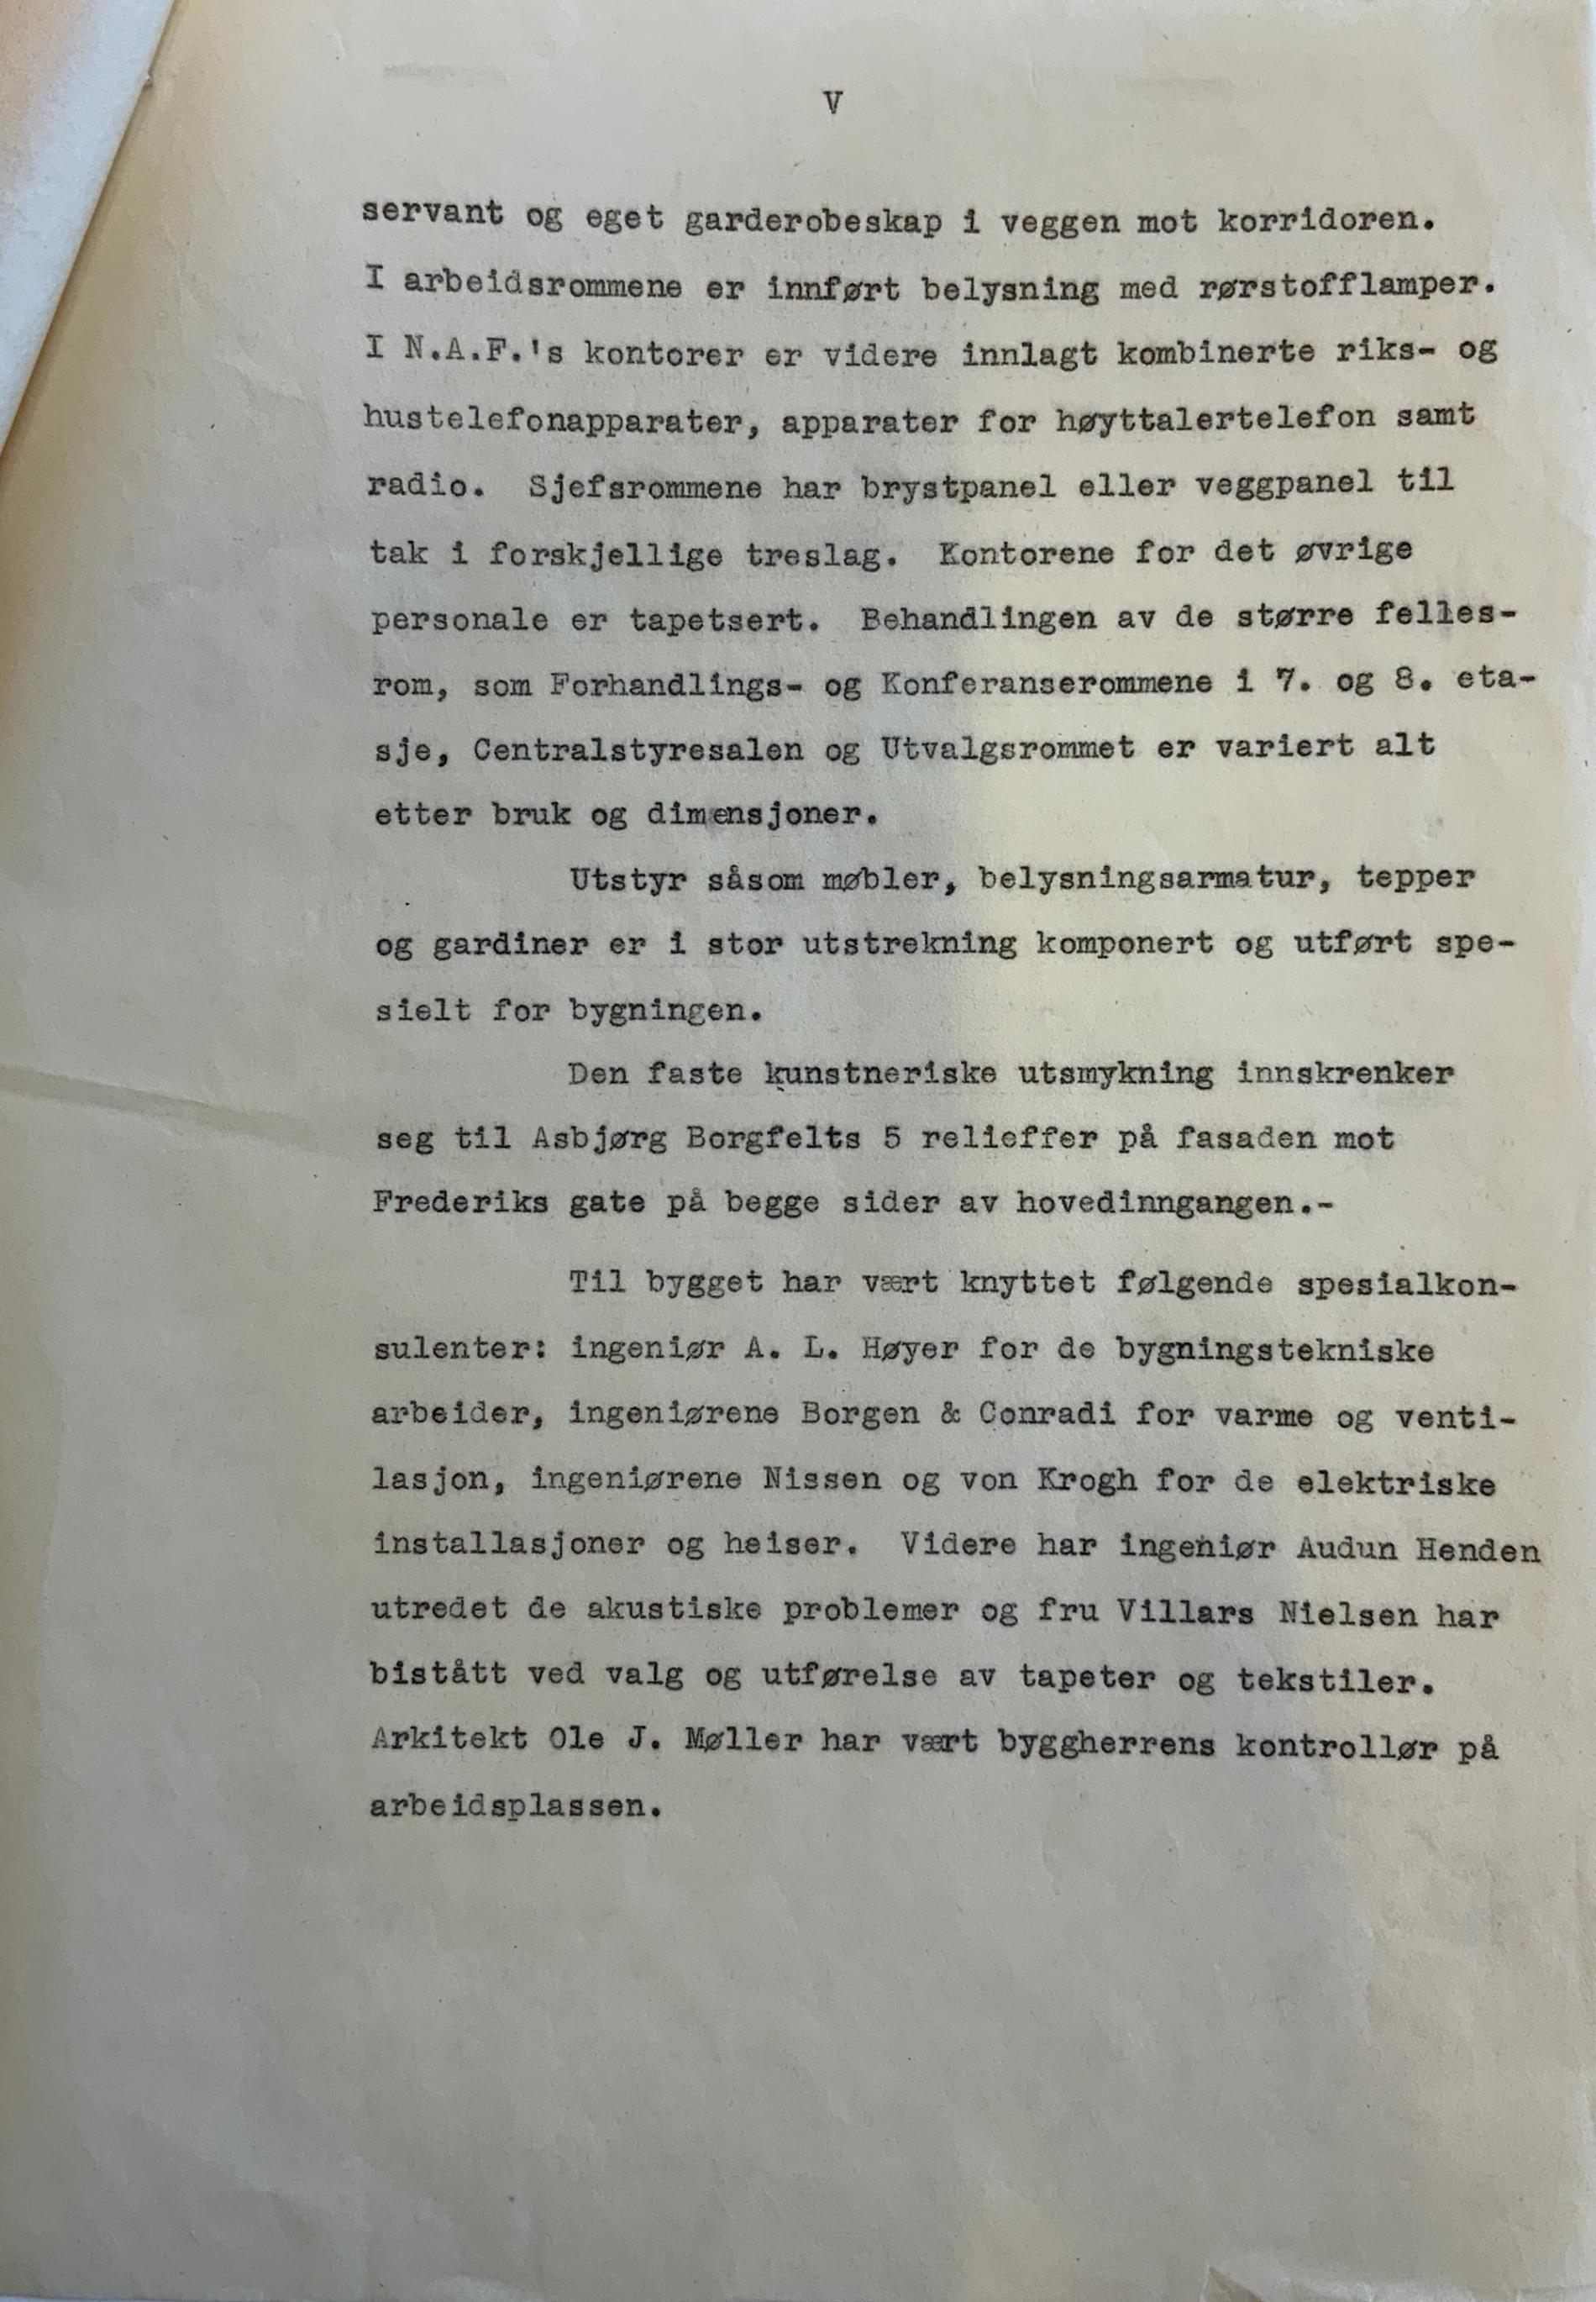 V
servant og eget garderobeskap i veggen mot korridoren.
I arbeidsrommene er innført belysning med rørstofflamper.
I N.A.F.'s kontorer er videre innlagt kombinerte riks- og
hustelefonapparater, apparater for høyttalertelefon samt
radio. Sjefsrommene har brystpanel eller veggpanel til
tak i forskjellige treslag. Kontorene for det øvrige
personale er tapetsert. Behandlingen av de større felles-
rom, som Forhandlings- og Konferanserommene i 7. og 8. eta-
sje, Centralstyresalen og Utvalgsrommet er variert alt
etter bruk og dimensjoner.
Utstyr såsom møbler, belysningsarmatur, tepper
og gardiner er i stor utstrekning komponert og utført spe-
sielt for bygningen.
Den faste kunstneriske utsmykning innskrenker
seg til Asbjørg Borgfelts 5 relieffer på fasaden mot
Frederiks gate på begge sider av hovedinngangen.-
Til bygget har vært knyttet følgende spesialkon-
sulenter: ingeniør A. L. Høyer for de bygningstekniske
arbeider, ingeniørene Borgen & Conradi for varme og venti-
lasjon, ingeniørene Nissen og von Krogh for de elektriske
installasjoner og heiser. Videre har ingeniør Audun Henden
utredet de akustiske problemer og fru Villars Nielsen har
bistått ved valg og utførelse av tapeter og tekstiler.
Arkitekt Ole J. Møller har vært byggherrens kontrollør på
arbeidsplassen.